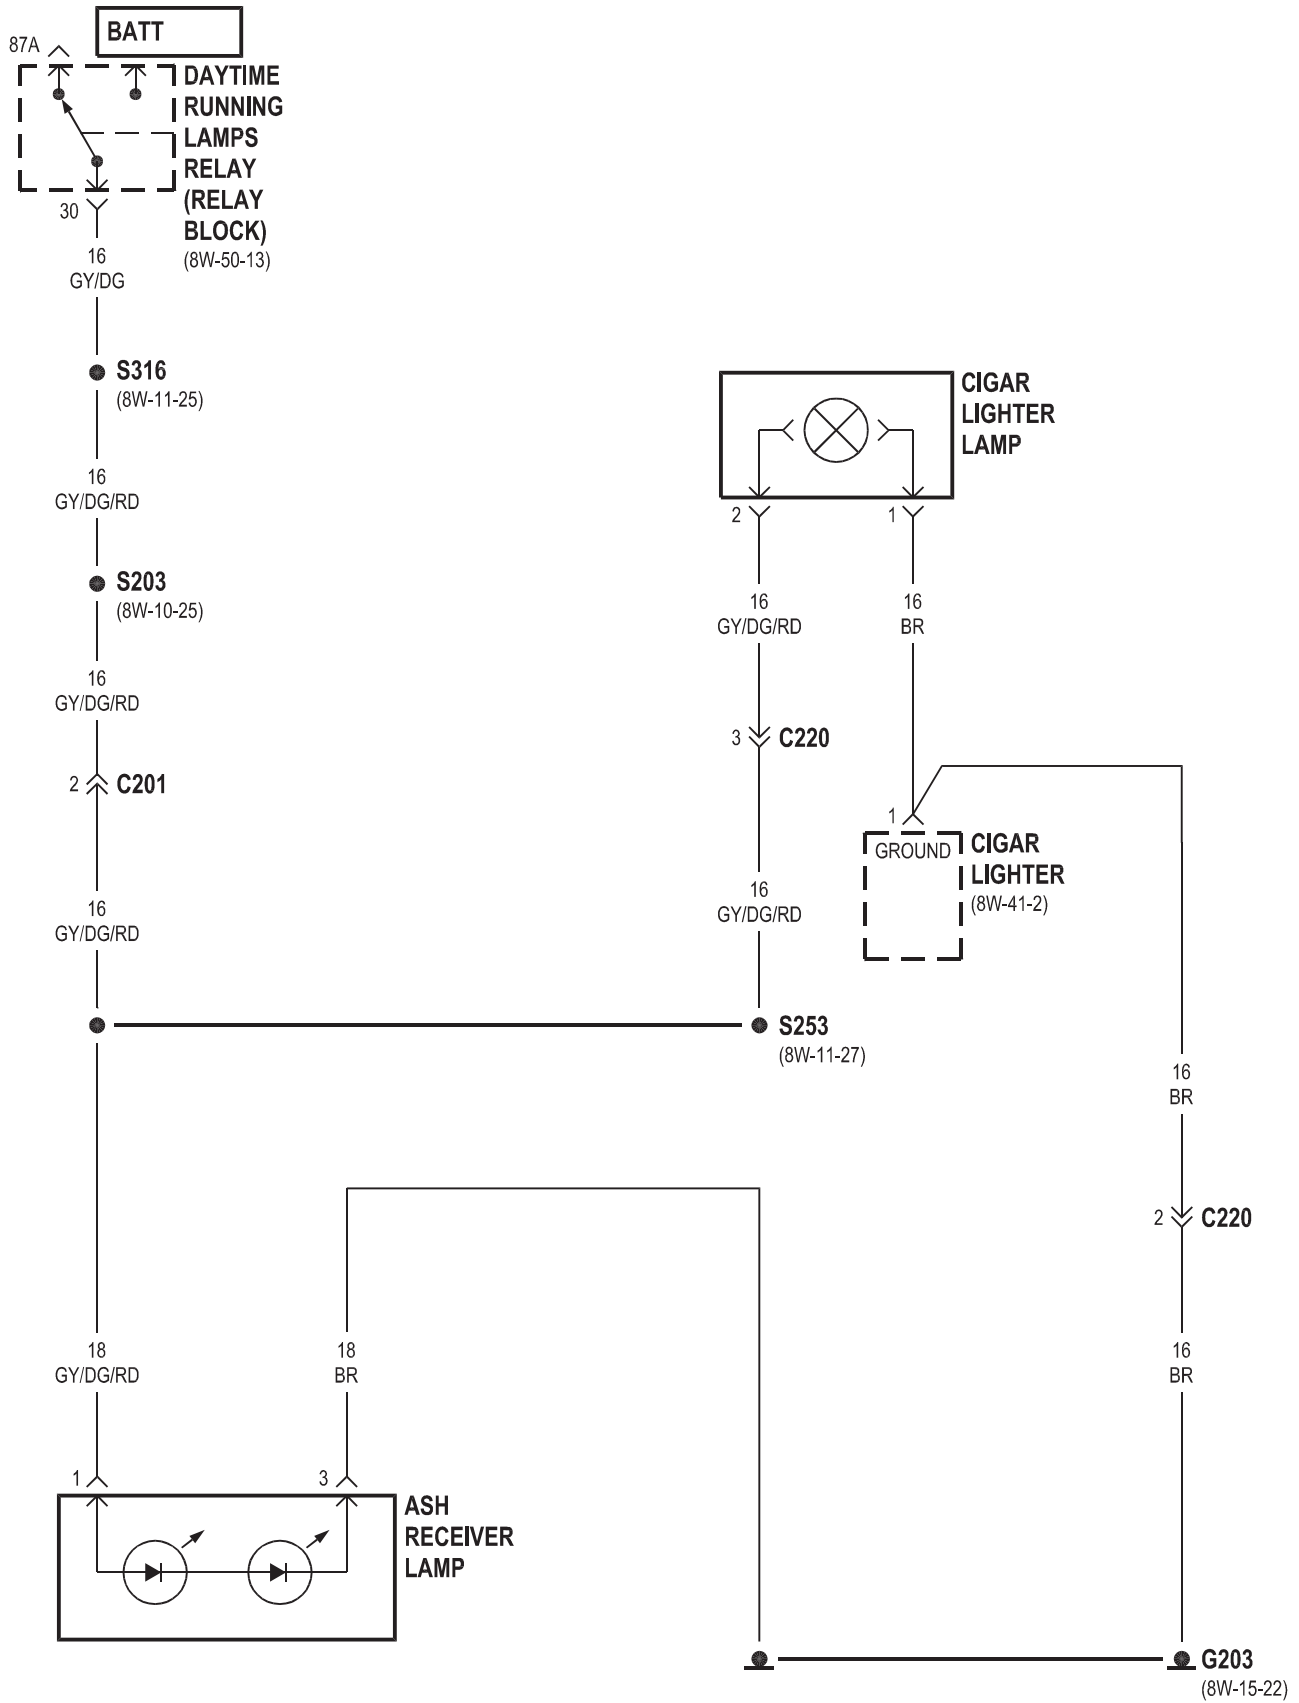 BATT
87A
DAYTIME
RUNNING
LAMPS
RELAY
(RELAY
BLOCK)
(8W-50-13)
30
16
GY/DG
S316
(8W-11-25)
16
GY/DG/RD
S203
(8W-10-25)
16
GY/DG/RD
2
C201
16
GY/DG/RD
CIGAR
LIGHTER
LAMP
2
1
16
GY/DG/RD
16
BR
3
C220
1
GROUND
CIGAR
LIGHTER
(8W-41-2)
16
GY/DG/RD
S253
(8W-11-27)
16
BR
2
C220
18
GY/DG/RD
18
BR
16
BR
1
3
ASH
RECEIVER
LAMP
G203
(8W-15-22)